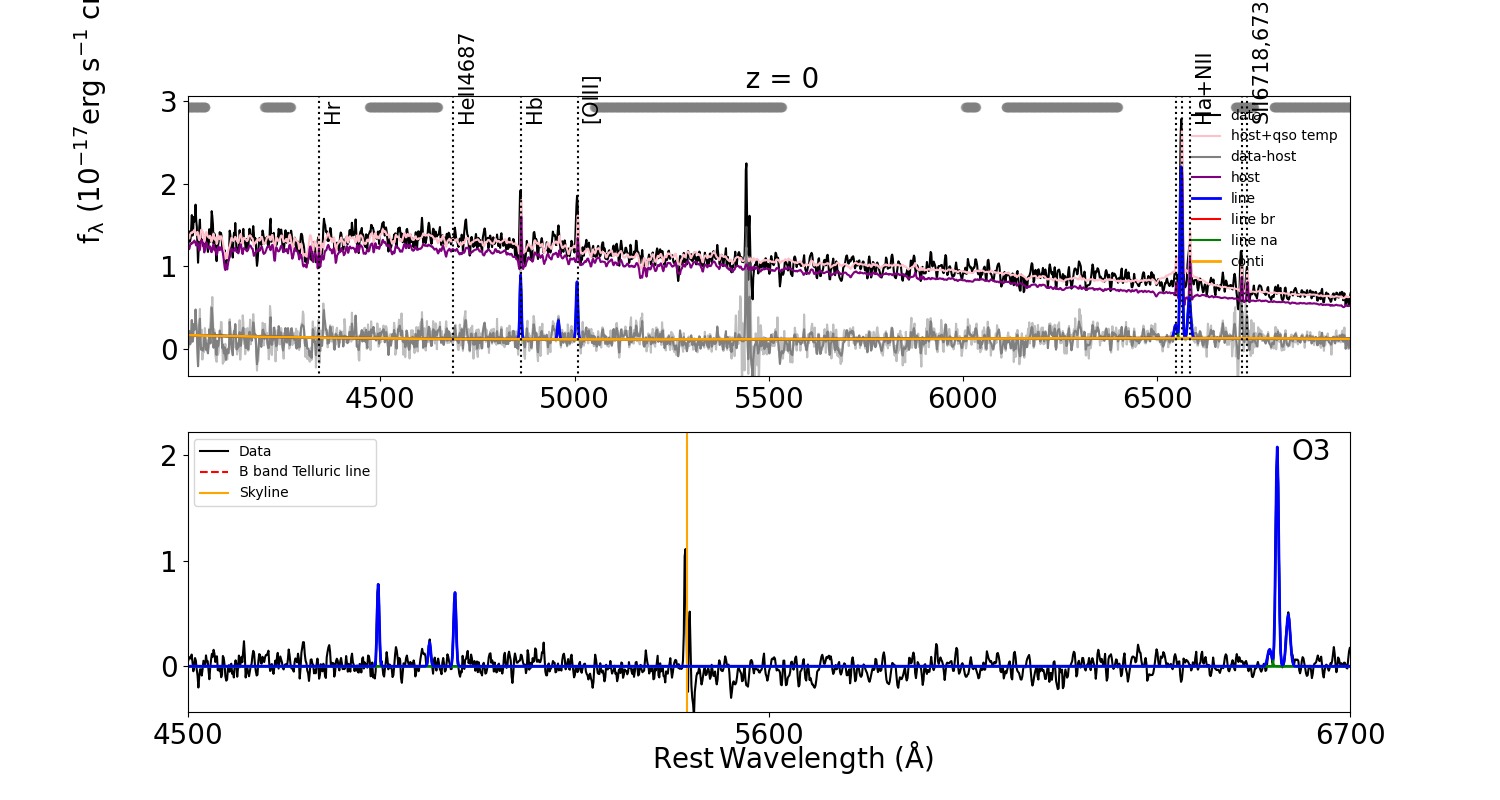 f_λ (10^−17 erg s^−1 c
z = 0
Hr
HeII4687
Hb
[OIII]
Ha+NII
SII6718,673
3
2
1
0
data
host+qso temp
data-host
host
line
line br
line na
conti
4500 5000 5500 6000 6500
2
1
0
Data
B band Telluric line
Skyline
O3
4500 5600 6700
Rest Wavelength (Å)